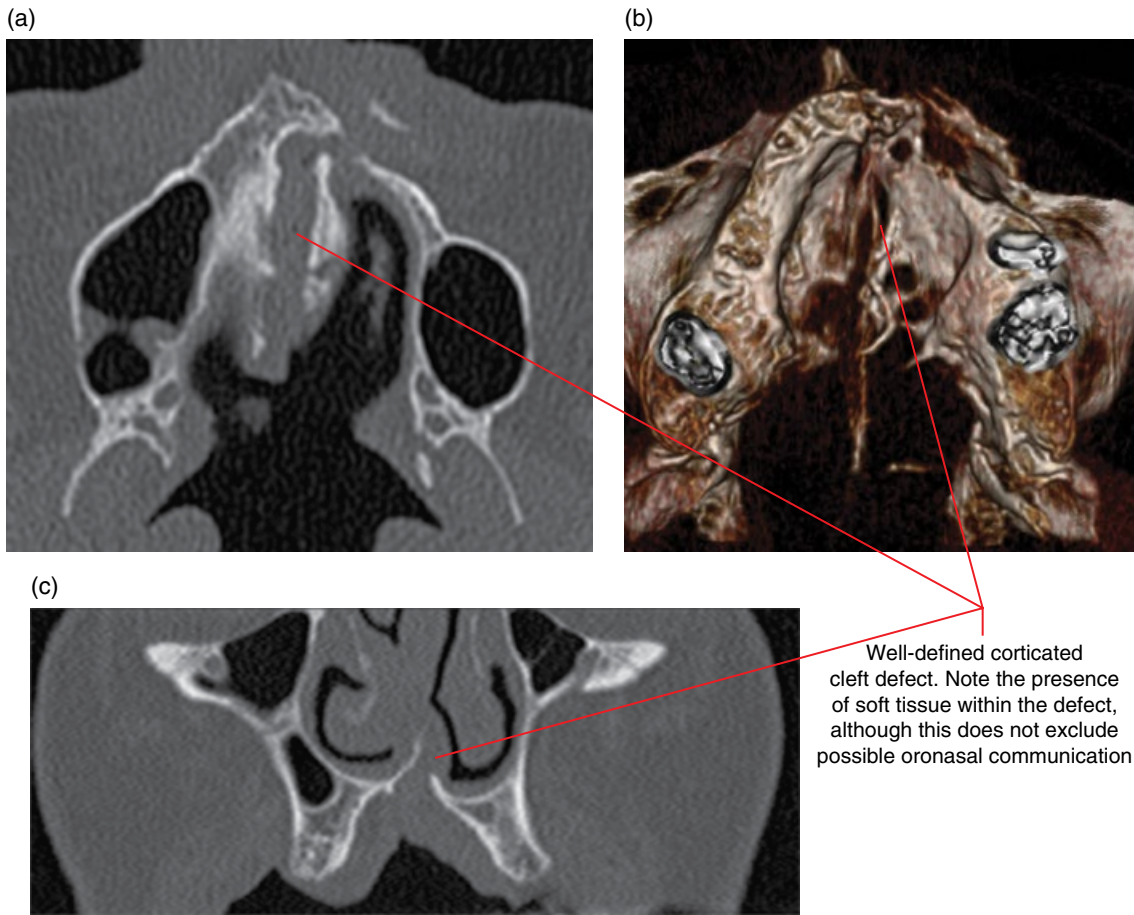 (a)
(b)
(c)
Well-defined corticated
cleft defect. Note the presence
of soft tissue within the defect,
although this does not exclude
possible oronasal communication